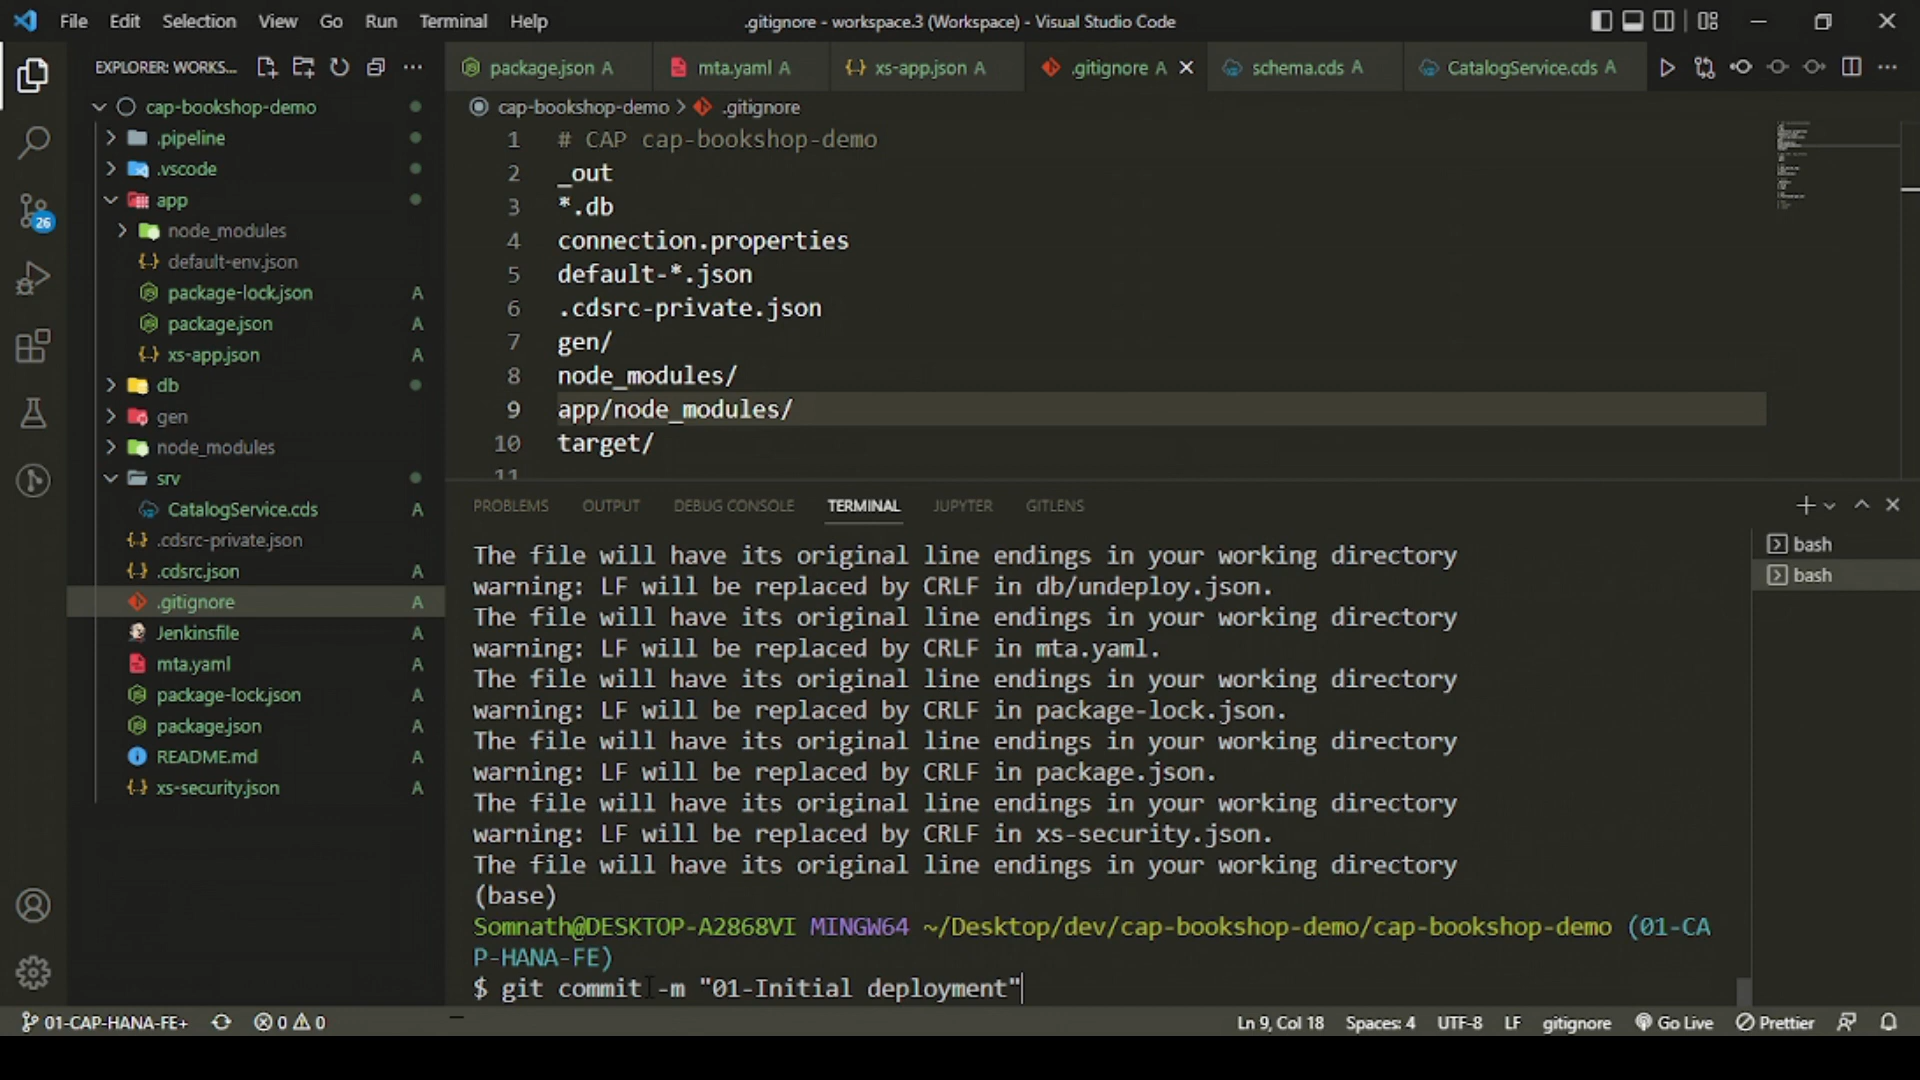 File Edit Selection View Go Run Terminal Help
.gitignore - workspace.3 (Workspace) - Visual Studio Code
EXPLORER: WORKS...
cap-bookshop-demo
.pipeline
.vscode
app
node_modules
default-env.json
package-lock.json A
package.json A
xs-app.json A
db
gen
node_modules
srv
CatalogService.cds A
.cdsrc-private.json
.cdsrc.json A
.gitignore A
Jenkinsfile A
mta.yaml A
package-lock.json A
package.json A
README.md A
xs-security.json A
26
package.json A mta.yaml A xs-app.json A .gitignore A schema.cds A CatalogService.cds A
cap-bookshop-demo > .gitignore
1 # CAP cap-bookshop-demo
2 _out
3 *.db
4 connection.properties
5 default-*.json
6 .cdsrc-private.json
7 gen/
8 node_modules/
9 app/node_modules/
10 target/
11
PROBLEMS OUTPUT DEBUG CONSOLE TERMINAL JUPYTER GITLENS
The file will have its original line endings in your working directory
warning: LF will be replaced by CRLF in db/undeploy.json.
The file will have its original line endings in your working directory
warning: LF will be replaced by CRLF in mta.yaml.
The file will have its original line endings in your working directory
warning: LF will be replaced by CRLF in package-lock.json.
The file will have its original line endings in your working directory
warning: LF will be replaced by CRLF in package.json.
The file will have its original line endings in your working directory
warning: LF will be replaced by CRLF in xs-security.json.
The file will have its original line endings in your working directory
(base)
Somnath@DESKTOP-A2868VI MINGW64 ~/Desktop/dev/cap-bookshop-demo/cap-bookshop-demo (01-CA
P-HANA-FE)
$ git commit -m "01-Initial deployment"
bash
bash
01-CAP-HANA-FE+ 0 0 Ln 9, Col 18 Spaces: 4 UTF-8 LF gitignore Go Live Prettier